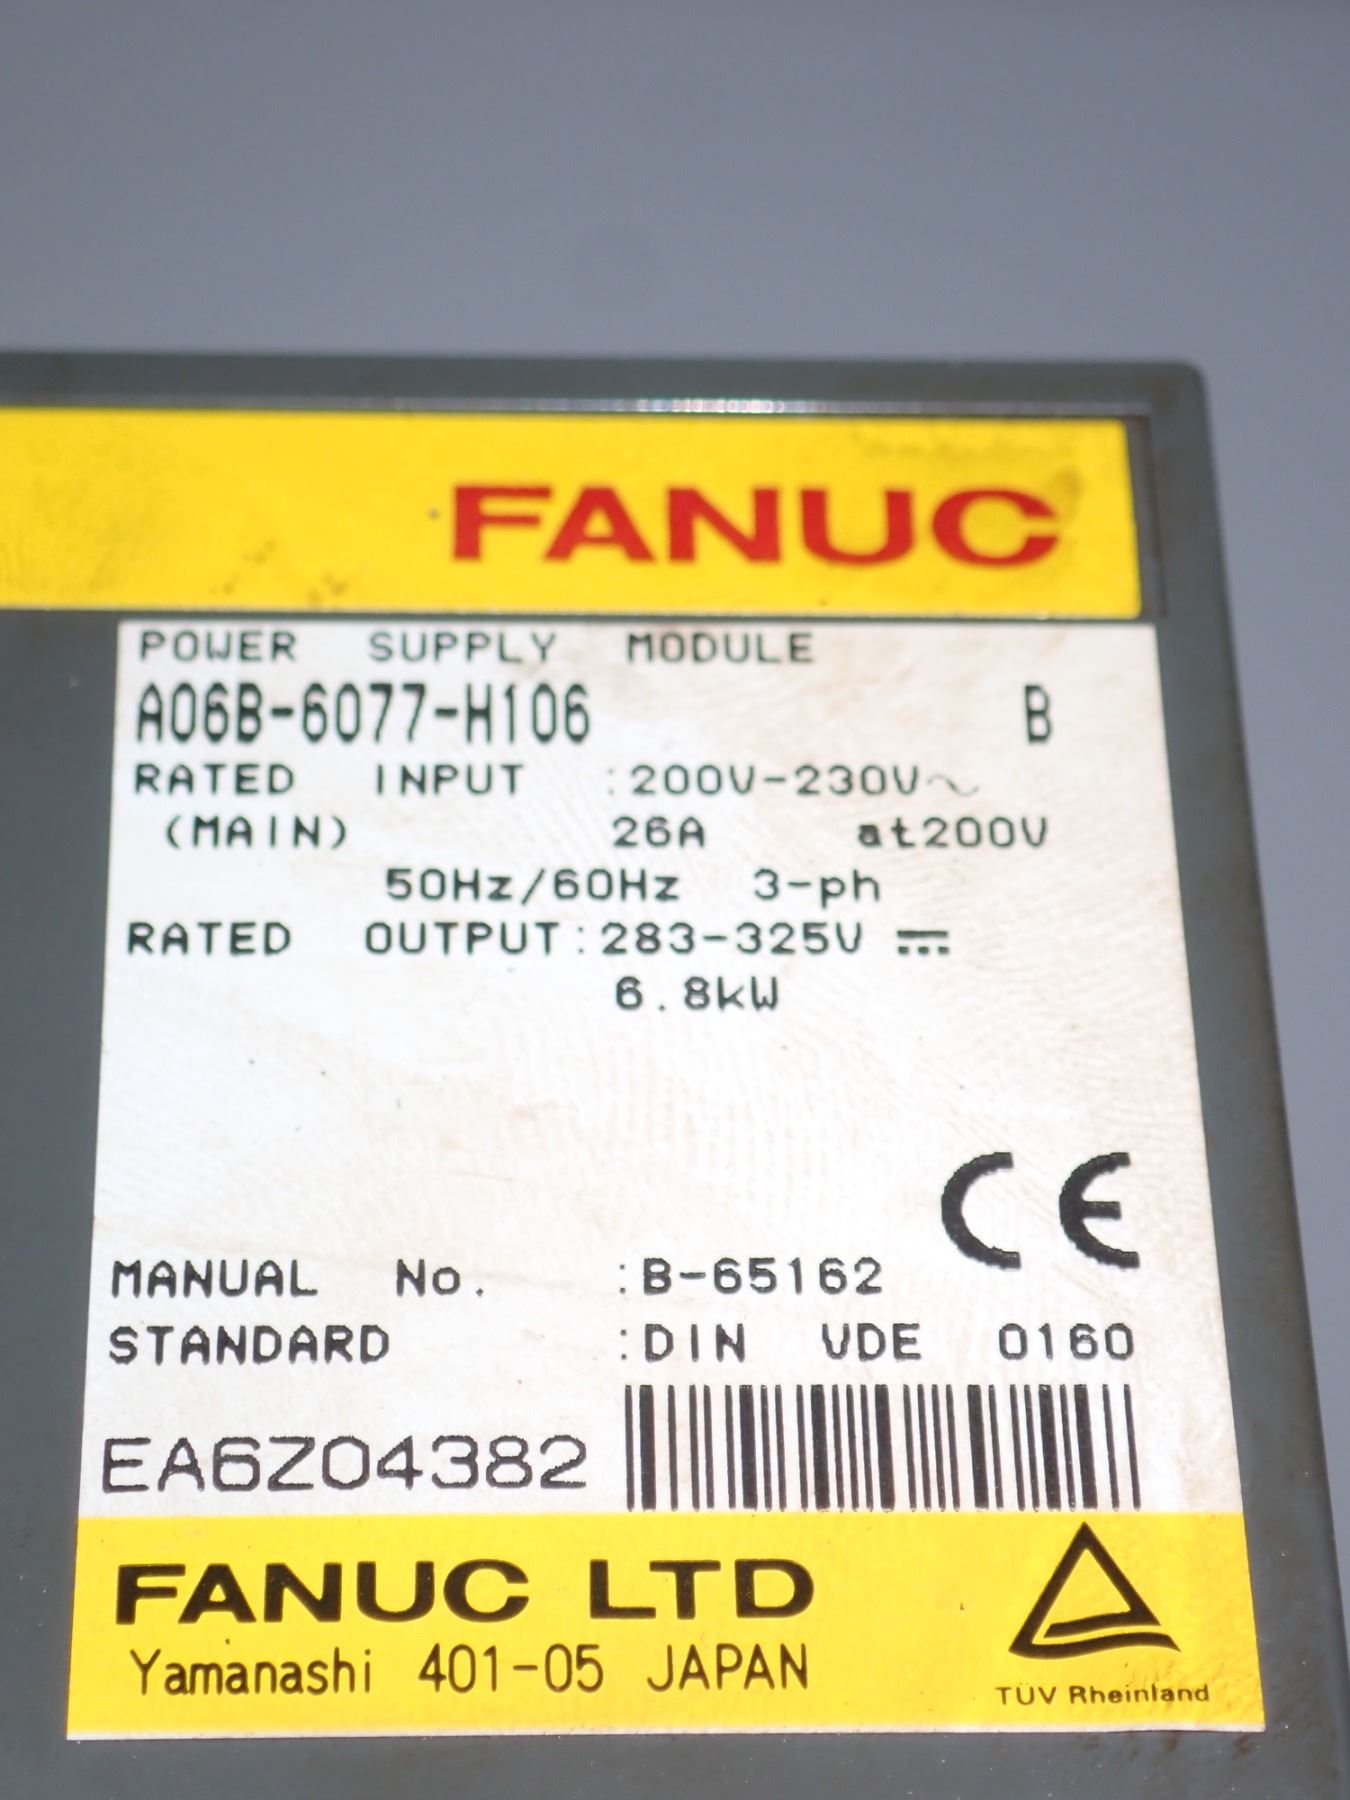 FANUC
POWER SUPPLY MODULE
A06B-6077-H106 B
RATED INPUT :200V-230V~
(MAIN) 26A at200V
50Hz/60Hz 3-ph
RATED OUTPUT:283-325V ⎓
6.8kW
CE
MANUAL No. :B-65162
STANDARD :DIN VDE 0160
EA6Z04382
FANUC LTD
Yamanashi 401-05 JAPAN
TÜV Rheinland